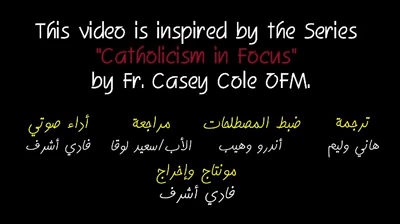 This video is inspired by the Series
"Catholicism in Focus"
by Fr. Casey Cole OFM.
ترجمة ضبط المصطلحات مراجعة أداء صوتي
هاني وليم أندرو وهيب الأب/سعيد لوقا فادي أشرف
مونتاج وإخراج
فادي أشرف